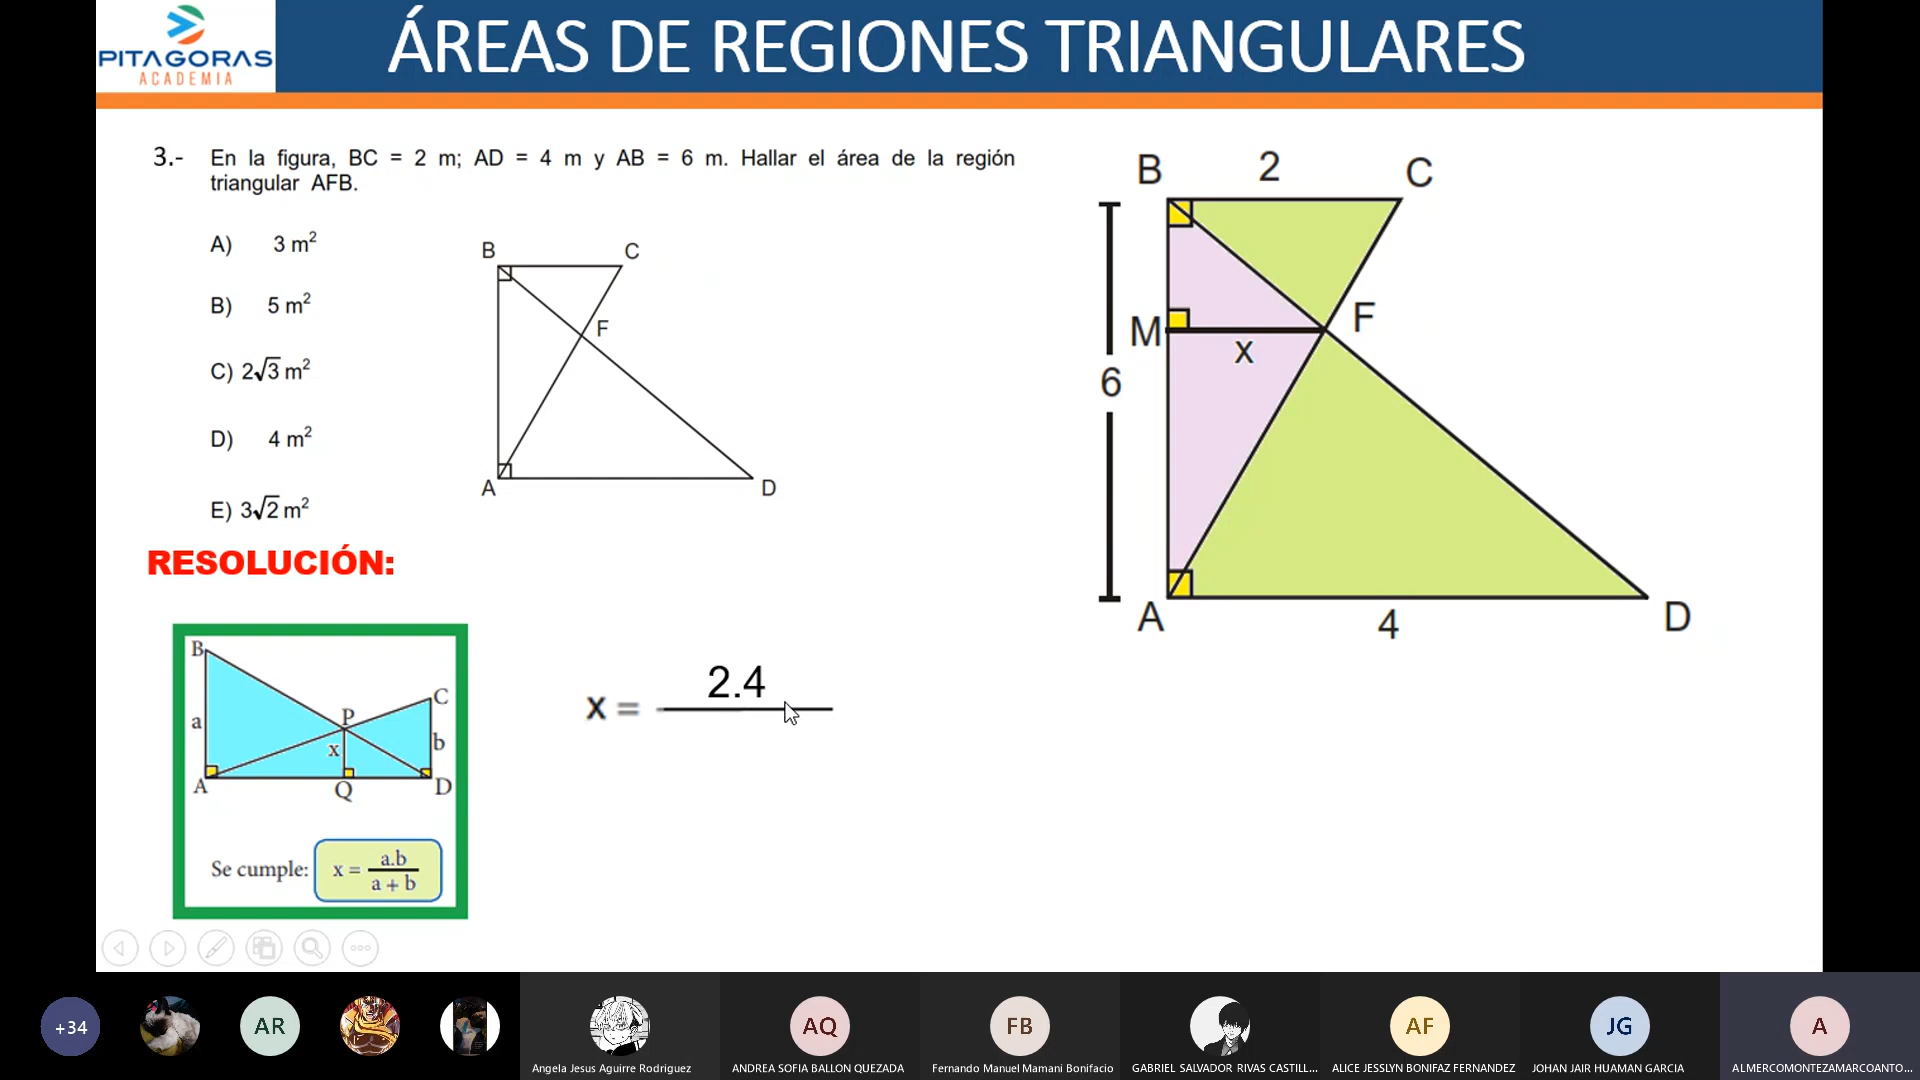 PITAGORAS
ACADEMIA
ÁREAS DE REGIONES TRIANGULARES
3.- En la figura, BC = 2 m; AD = 4 m y AB = 6 m. Hallar el área de la región
triangular AFB.
A) 3 m²
B) 5 m²
C) 2√3 m²
D) 4 m²
E) 3√2 m²
B
C
F
A
D
B
2
C
M
F
x
6
A
4
D
RESOLUCIÓN:
B
C
P
a
x
b
A
Q
D
Se cumple: x = a.b / a + b
x = 2.4
+34
AR
AQ
FB
AF
JG
A
Angela Jesus Aguirre Rodriguez
ANDREA SOFIA BALLON QUEZADA
Fernando Manuel Mamani Bonifacio
GABRIEL SALVADOR RIVAS CASTILL...
ALICE JESSLYN BONIFAZ FERNANDEZ
JOHAN JAIR HUAMAN GARCIA
ALMERCOMONTEZAMARCOANTO...